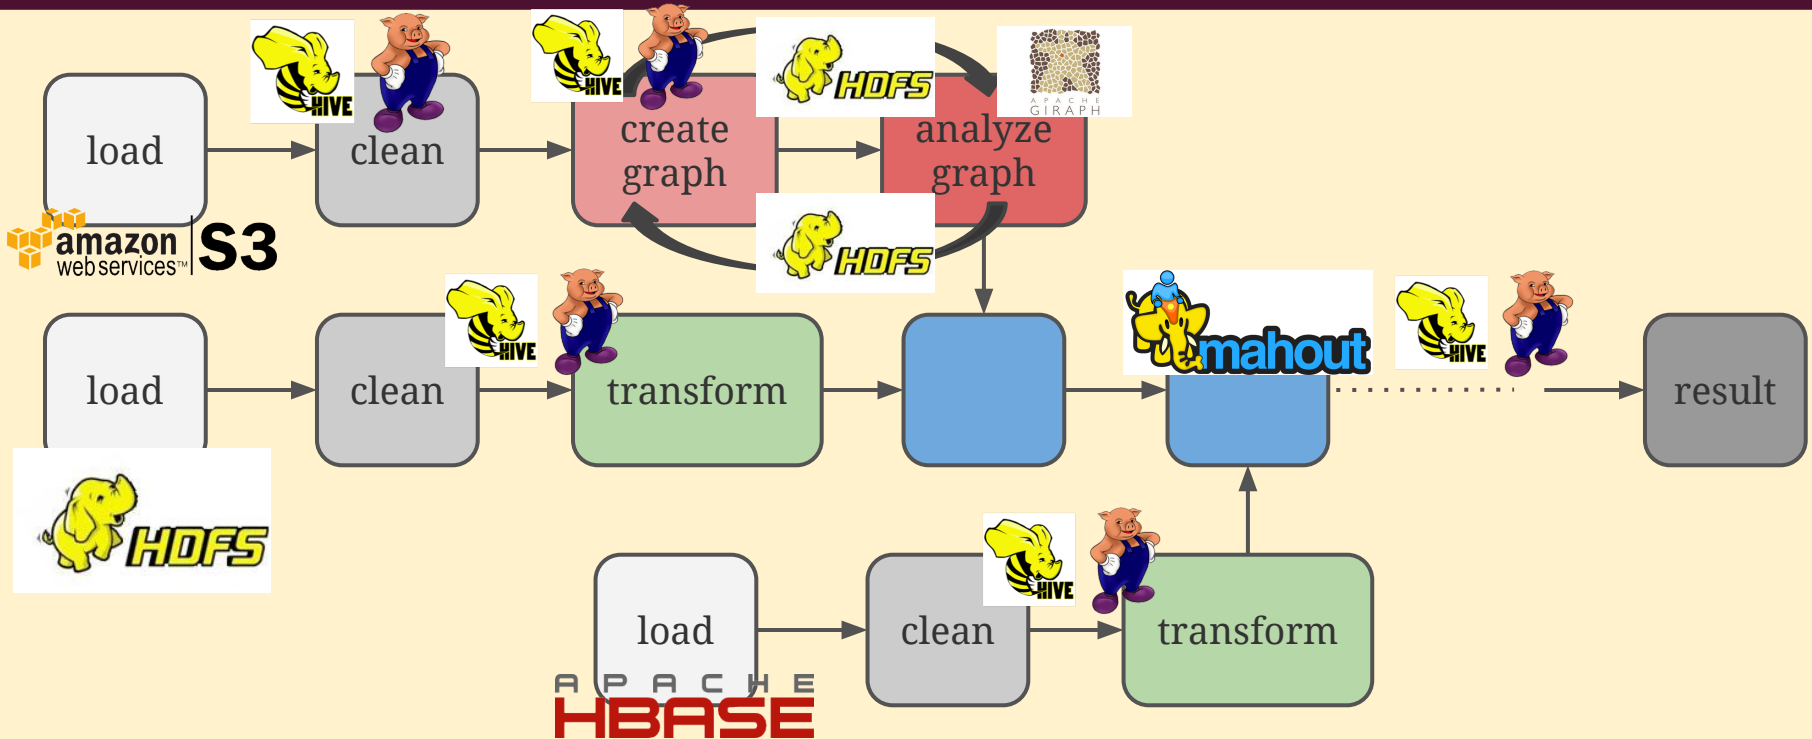 HIVE
HIVE
HDFS
APACHE
GIRAPH
load
clean
create
graph
analyze
graph
amazon
webservices™
S3
HDFS
HIVE
mahout
HIVE
load
clean
transform
result
HDFS
HIVE
load
clean
transform
APACHE
HBASE